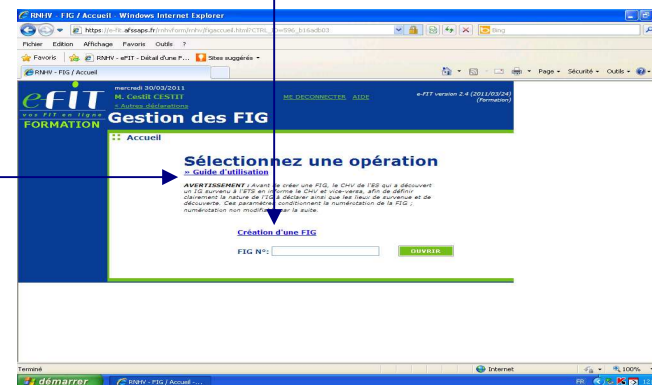 RNHV - FIG / Accueil - Windows Internet Explorer
Bing
Fichier Edition Affichage Favoris Outils ?
Favoris RNHV - eFIT - Détail d'une F... Sites suggérés
RNHV - FIG / Accueil
Page Sécurité Outils
eFIT
vos FIT en ligne
FORMATION
mercredi 30/03/2011
M. Cestit CESTIT
< Autres déclarations
ME DECONNECTER AIDE
e-FIT version 2.4 (2011/03/24)
(Formation)
Gestion des FIG
:: Accueil
Sélectionnez une opération
» Guide d'utilisation
AVERTISSEMENT : Avant de créer une FIG, le CHV de l'ES qui a découvert
un IG survenu à l'ETS en informe le CHV et vice-versa, afin de définir
clairement la nature de l'IG à déclarer ainsi que les lieux de survenue et de
découverte. Ces paramètres conditionnent la numérotation de la FIG ;
numérotation non modifiable par la suite.
Création d'une FIG
FIG N°:
OUVRIR
Terminé
Internet
100%
démarrer
RNHV - FIG / Accueil -...
FR